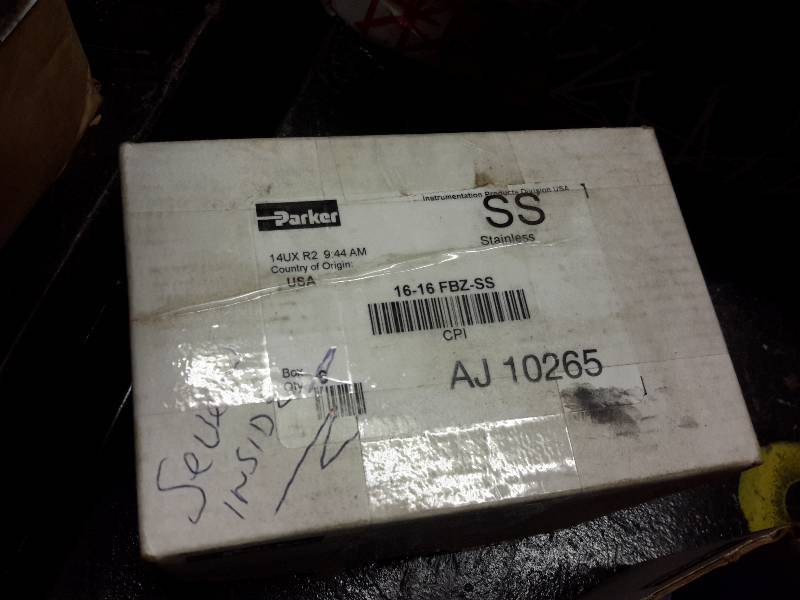 Instrumentation Products Division USA
Parker
SS
Stainless
14UX R2 9:44 AM
Country of Origin:
USA
16-16 FBZ-SS
CPI
AJ 10265
Box
Qty
INSIDE